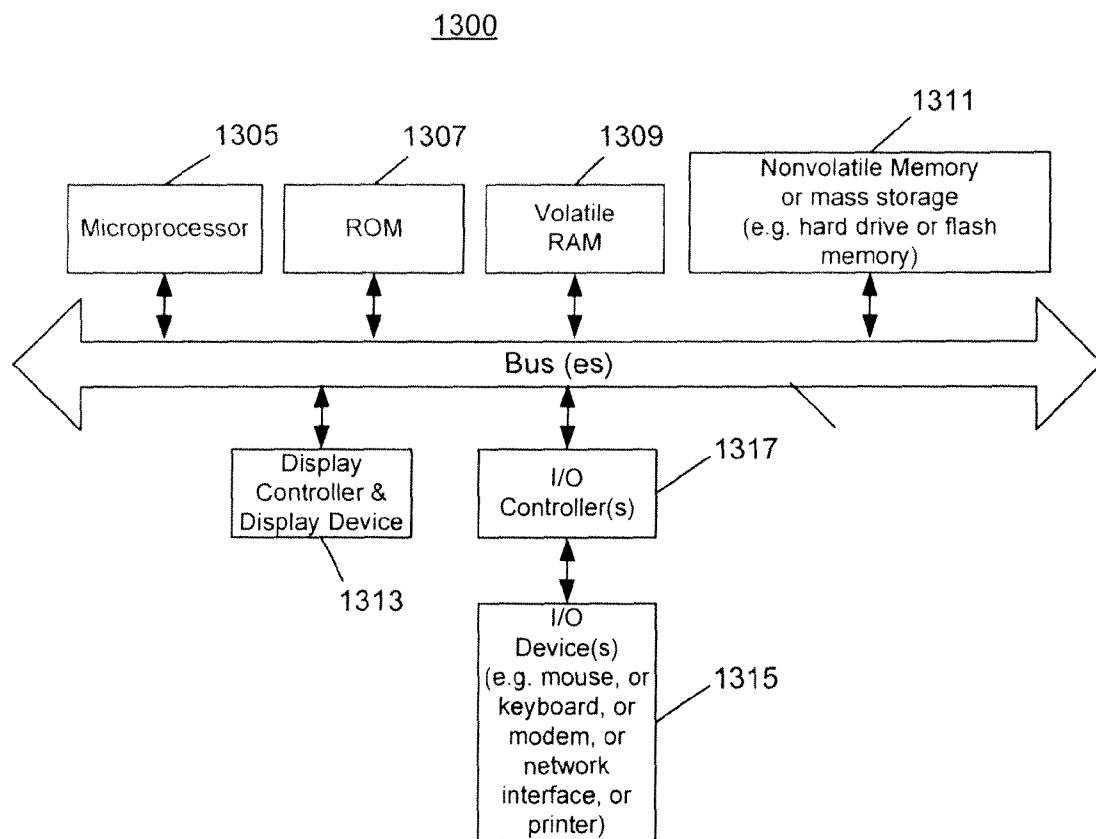 1300
1305
1307
1309
1311
Microprocessor
ROM
Volatile
RAM
Nonvolatile Memory
or mass storage
(e.g. hard drive or flash
memory)
Bus (es)
Display
Controller &
Display Device
1313
I/O
Controller(s)
1317
I/O
Device(s)
(e.g. mouse, or
keyboard, or
modem, or
network
interface, or
printer)
1315